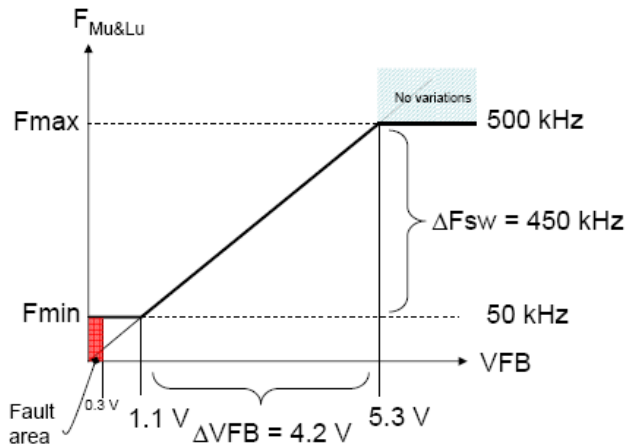 F Mu&Lu
No variations
Fmax
500 kHz
ΔFsw = 450 kHz
Fmin
50 kHz
VFB
0.3 V
1.1 V
5.3 V
ΔVFB = 4.2 V
Fault
area